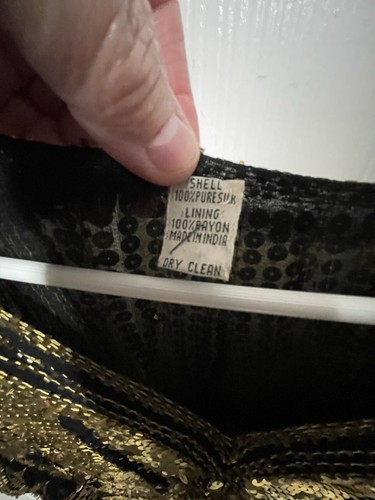 SHELL
100%PURESILK
LINING
100%RAYON
MADE IN INDIA
DRY CLEAN